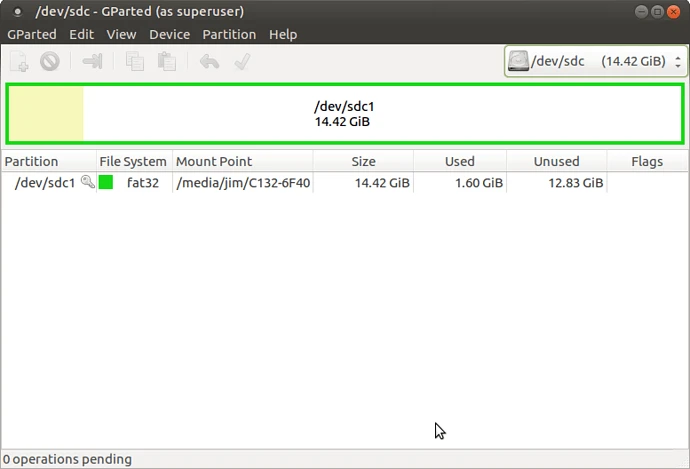 /dev/sdc - GParted (as superuser)
GParted Edit View Device Partition Help
/dev/sdc (14.42 GiB)
/dev/sdc1
14.42 GiB
Partition File System Mount Point Size Used Unused Flags
/dev/sdc1 fat32 /media/jim/C132-6F40 14.42 GiB 1.60 GiB 12.83 GiB
0 operations pending